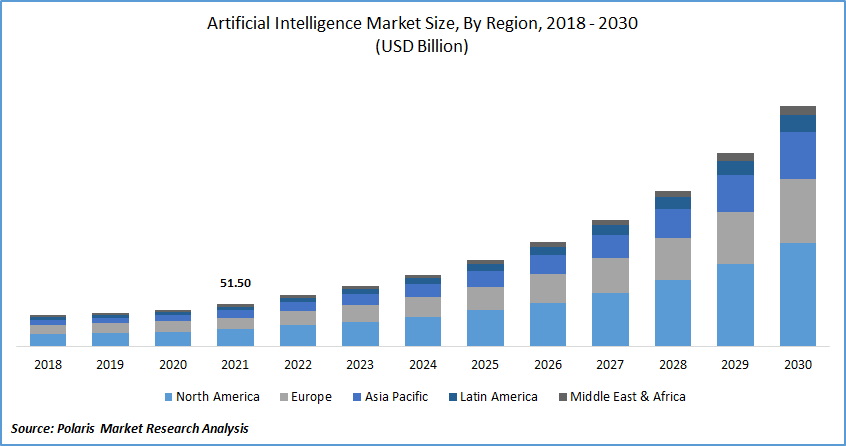 Artificial Intelligence Market Size, By Region, 2018 - 2030
(USD Billion)
51.50
2018 2019 2020 2021 2022 2023 2024 2025 2026 2027 2028 2029 2030
North America Europe Asia Pacific Latin America Middle East & Africa
Source: Polaris Market Research Analysis